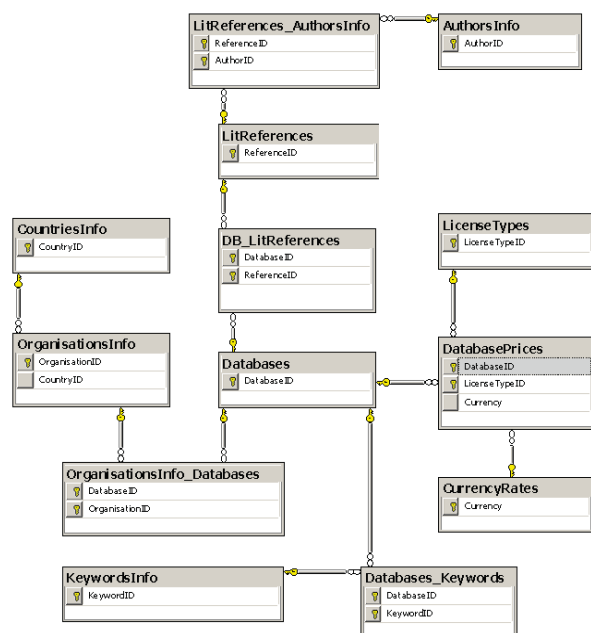 LitReferences_AuthorsInfo
ReferenceID
AuthorID
AuthorsInfo
AuthorID
LitReferences
ReferenceID
CountriesInfo
CountryID
DB_LitReferences
DatabaseID
ReferenceID
LicenseTypes
LicenseTypeID
OrganisationsInfo
OrganisationID
CountryID
Databases
DatabaseID
DatabasePrices
DatabaseID
LicenseTypeID
Currency
OrganisationsInfo_Databases
DatabaseID
OrganisationID
CurrencyRates
Currency
KeywordsInfo
KeywordID
Databases_Keywords
DatabaseID
KeywordID